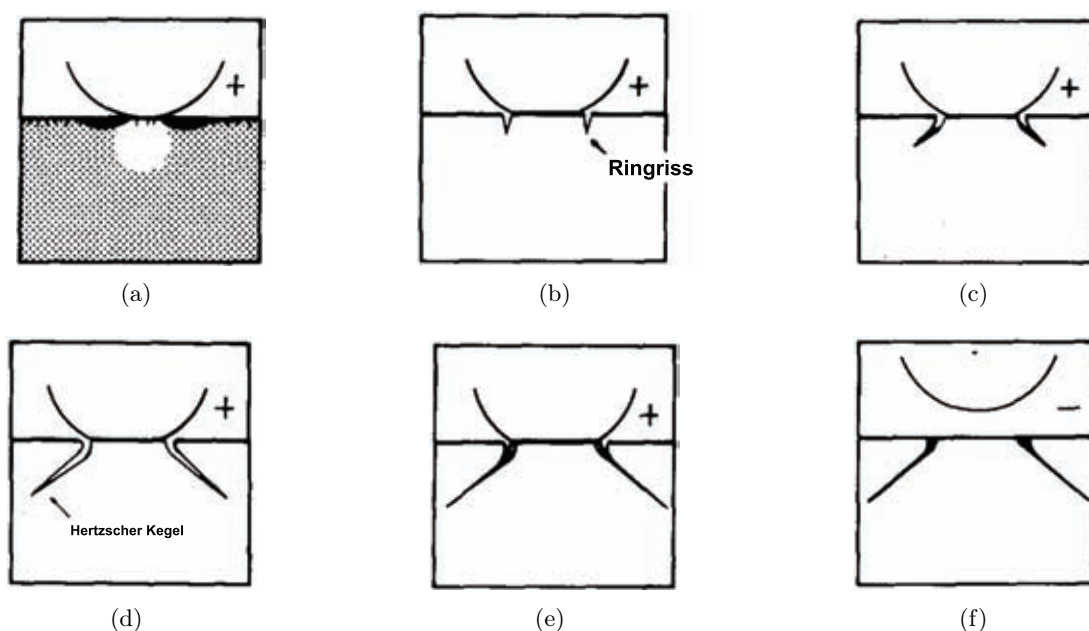 +
+
+
Ringriss
(a)
(b)
(c)
+
+
−
Hertzscher Kegel
(d)
(e)
(f)